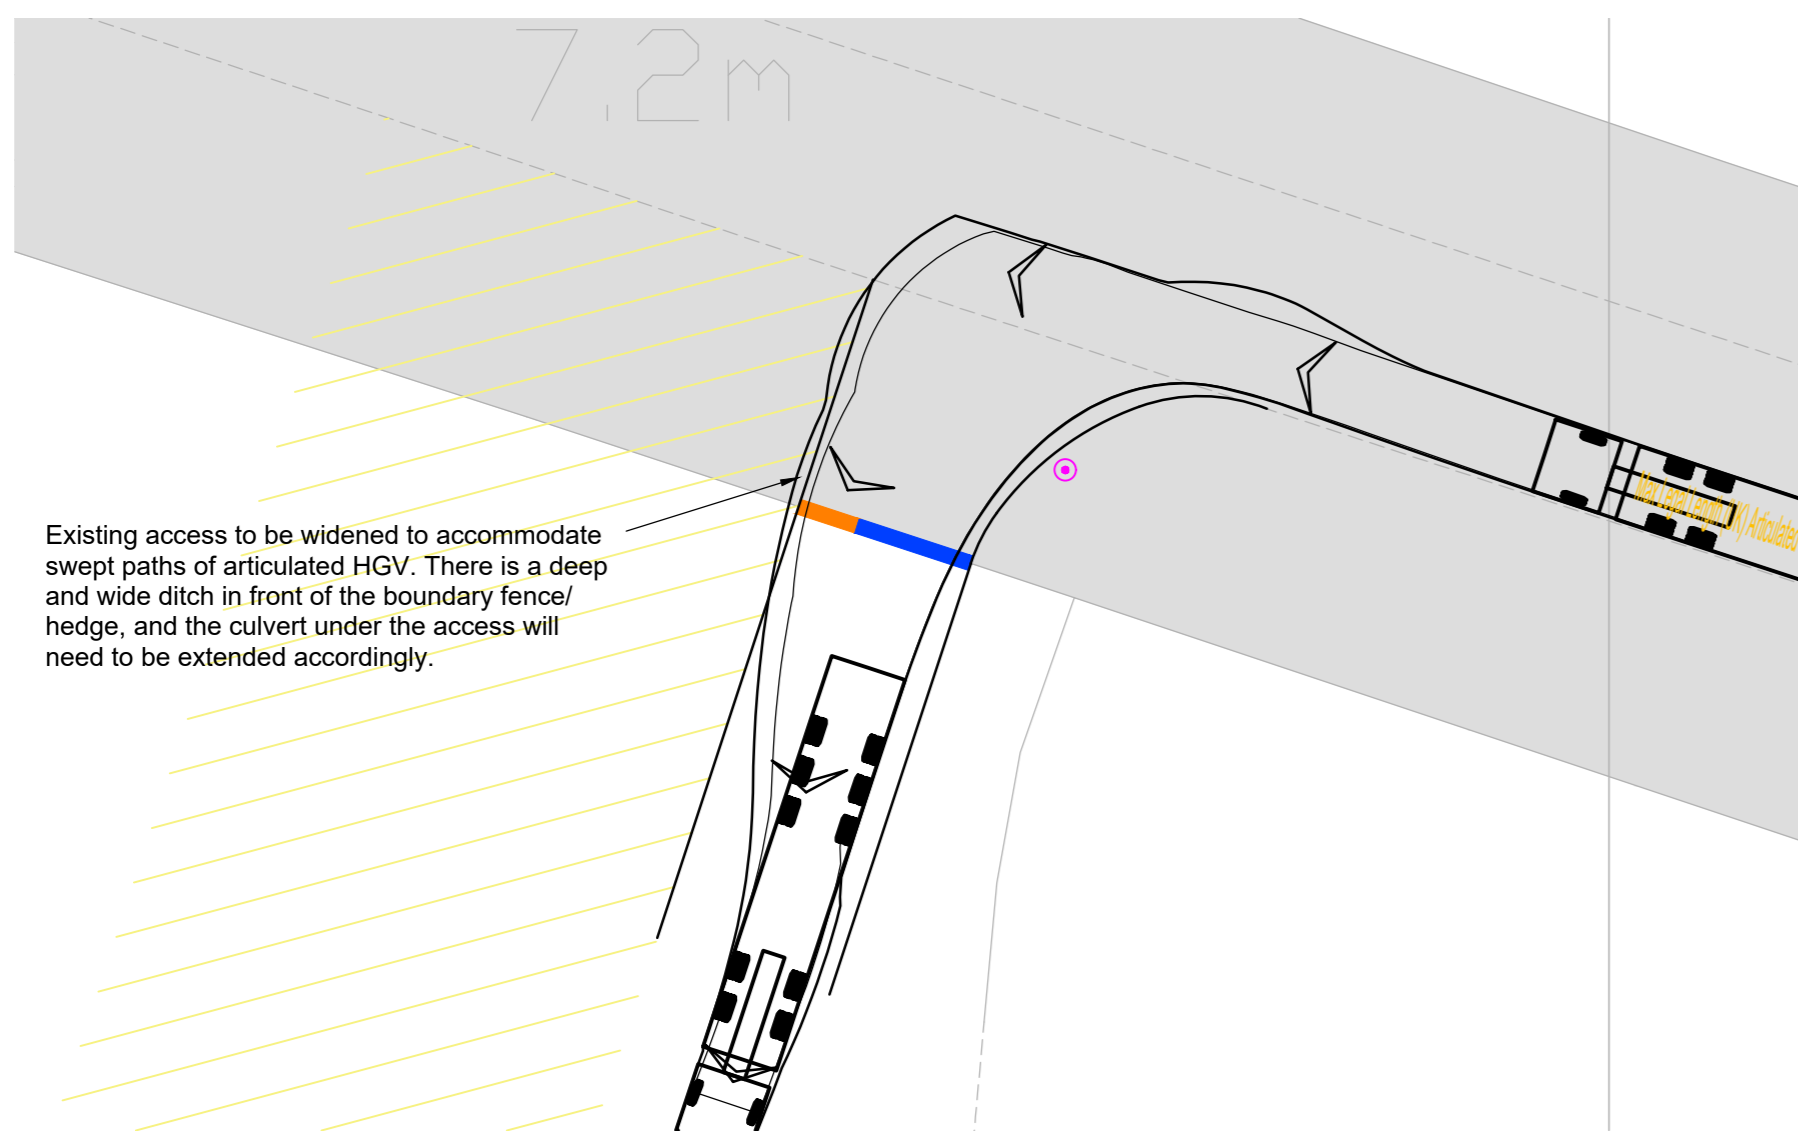 7.2m
Existing access to be widened to accommodate
swept paths of articulated HGV. There is a deep
and wide ditch in front of the boundary fence/
hedge, and the culvert under the access will
need to be extended accordingly.
Max Legal Length (UK) Articulated